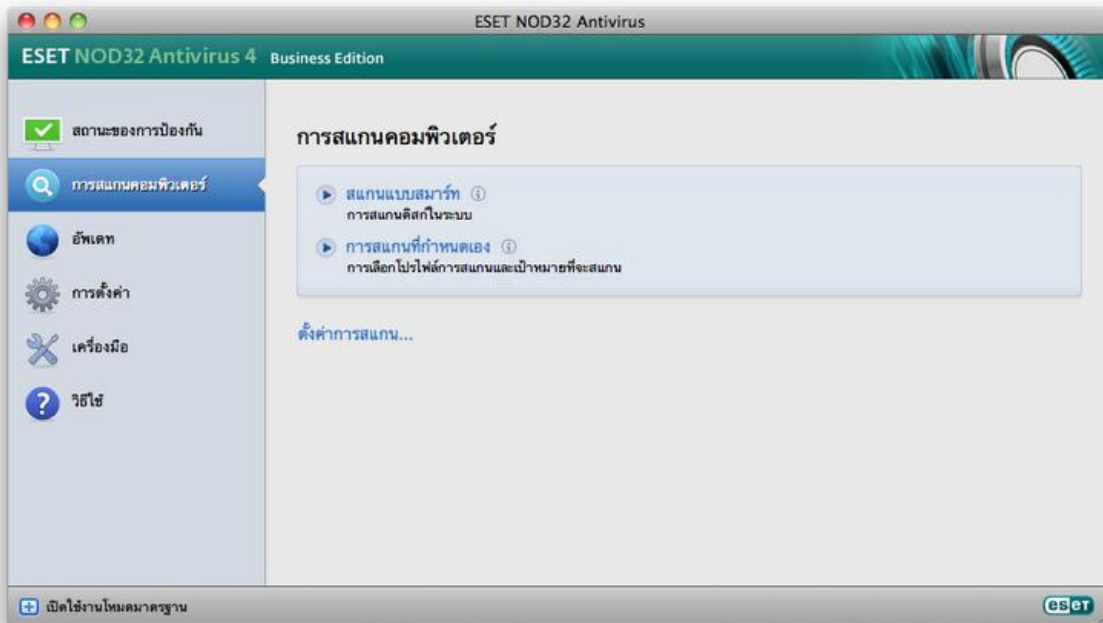 ESET NOD32 Antivirus
ESET NOD32 Antivirus 4 Business Edition
สถานะของการป้องกัน
การสแกนคอมพิวเตอร์
อัพเดท
การตั้งค่า
เครื่องมือ
วิธีใช้
การสแกนคอมพิวเตอร์
สแกนแบบสมาร์ท
การสแกนดิสก์ในระบบ
การสแกนที่กำหนดเอง
การเลือกโปรไฟล์การสแกนและเป้าหมายที่จะสแกน
ตั้งค่าการสแกน...
เปิดใช้งานโหมดมาตรฐาน
eset